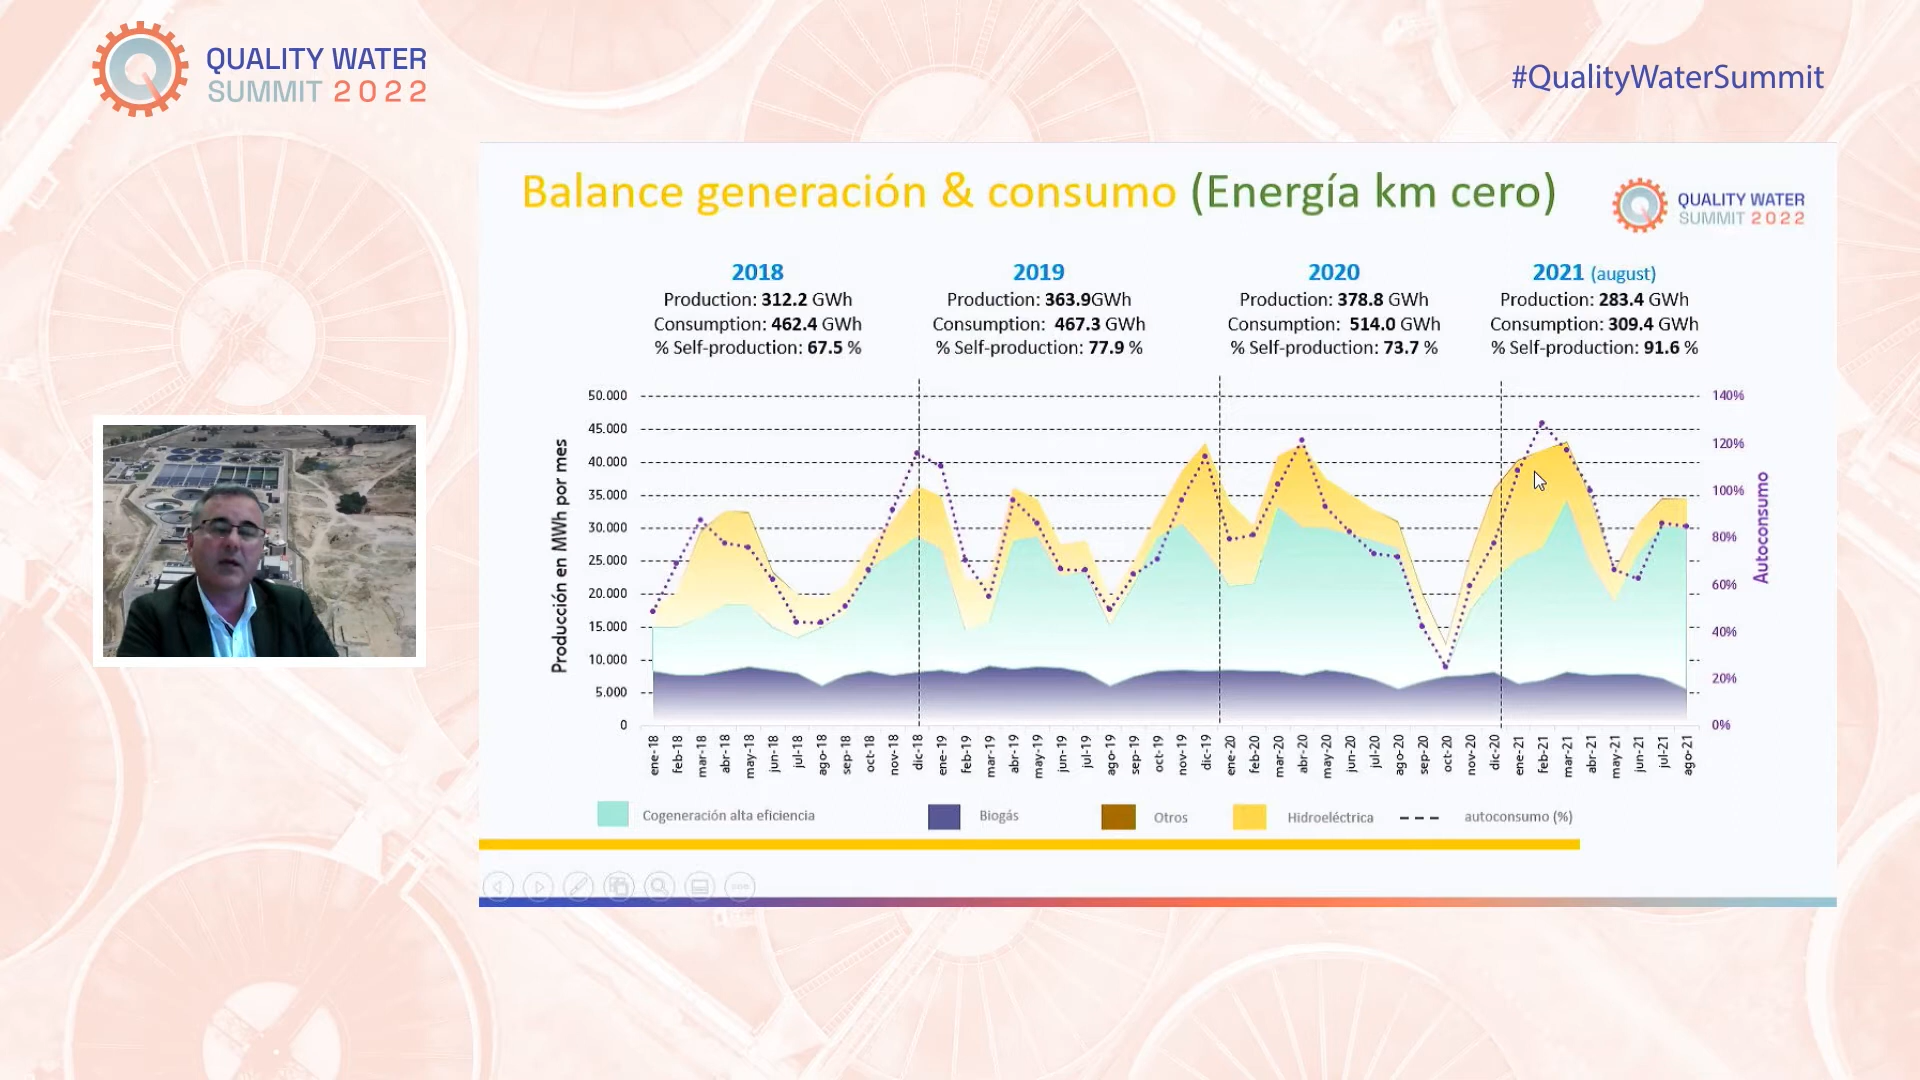 QUALITY WATER
SUMMIT 2022
#QualityWaterSummit
Balance generación & consumo (Energía km cero)
QUALITY WATER
SUMMIT 2022
2018
Production: 312.2 GWh
Consumption: 462.4 GWh
% Self-production: 67.5 %
2019
Production: 363.9GWh
Consumption: 467.3 GWh
% Self-production: 77.9 %
2020
Production: 378.8 GWh
Consumption: 514.0 GWh
% Self-production: 73.7 %
2021 (august)
Production: 283.4 GWh
Consumption: 309.4 GWh
% Self-production: 91.6 %
Producción en MWh por mes
50.000
45.000
40.000
35.000
30.000
25.000
20.000
15.000
10.000
5.000
0
140%
120%
100%
80%
60%
40%
20%
0%
Autoconsumo
ene-18
feb-18
mar-18
abr-18
may-18
jun-18
jul-18
ago-18
sep-18
oct-18
nov-18
dic-18
ene-19
feb-19
mar-19
abr-19
may-19
jun-19
jul-19
ago-19
sep-19
oct-19
nov-19
dic-19
ene-20
feb-20
mar-20
abr-20
may-20
jun-20
jul-20
ago-20
sep-20
oct-20
nov-20
dic-20
ene-21
feb-21
mar-21
abr-21
may-21
jun-21
jul-21
ago-21
Cogeneración alta eficiencia
Biogás
Otros
Hidroeléctrica
autoconsumo (%)